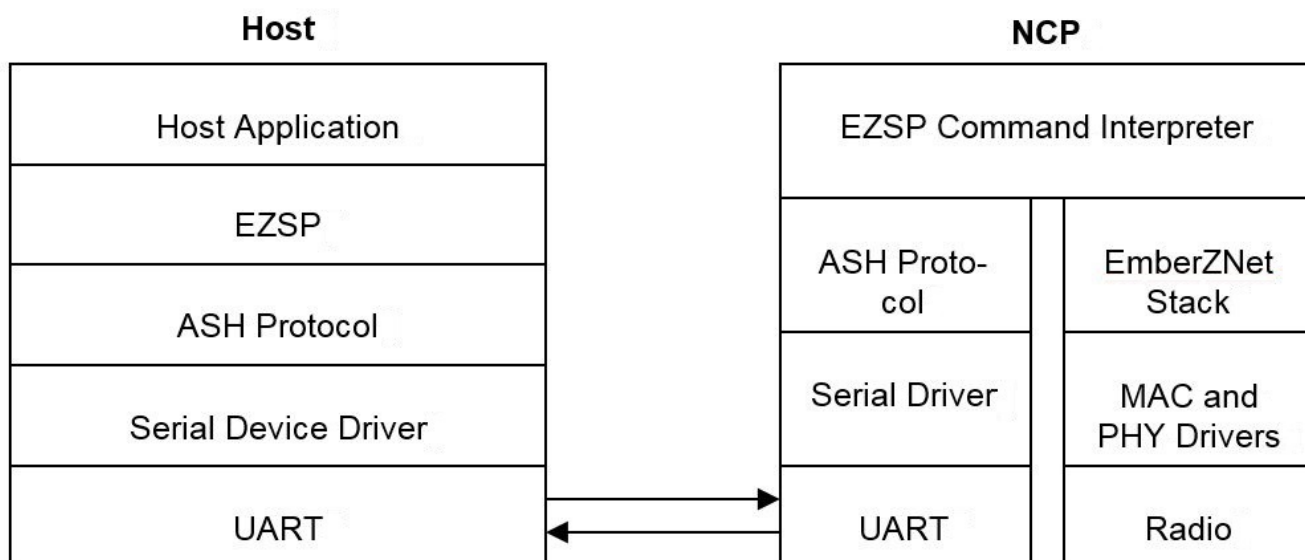 Host
NCP
Host Application
EZSP
ASH Protocol
Serial Device Driver
UART
EZSP Command Interpreter
ASH Proto-
col
Serial Driver
UART
EmberZNet
Stack
MAC and
PHY Drivers
Radio